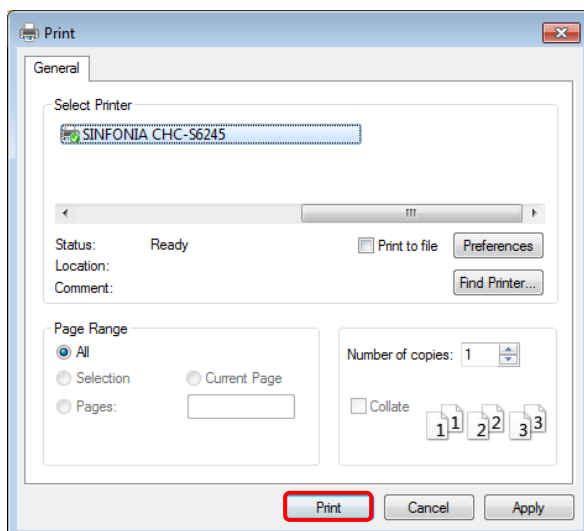 Print
General
Select Printer
SINFONIA CHC-S6245
Status: Ready
Print to file
Preferences
Location:
Comment:
Find Printer...
Page Range
All
Selection
Current Page
Pages:
Number of copies: 1
Collate
1 1 2 2 3 3
Print
Cancel
Apply